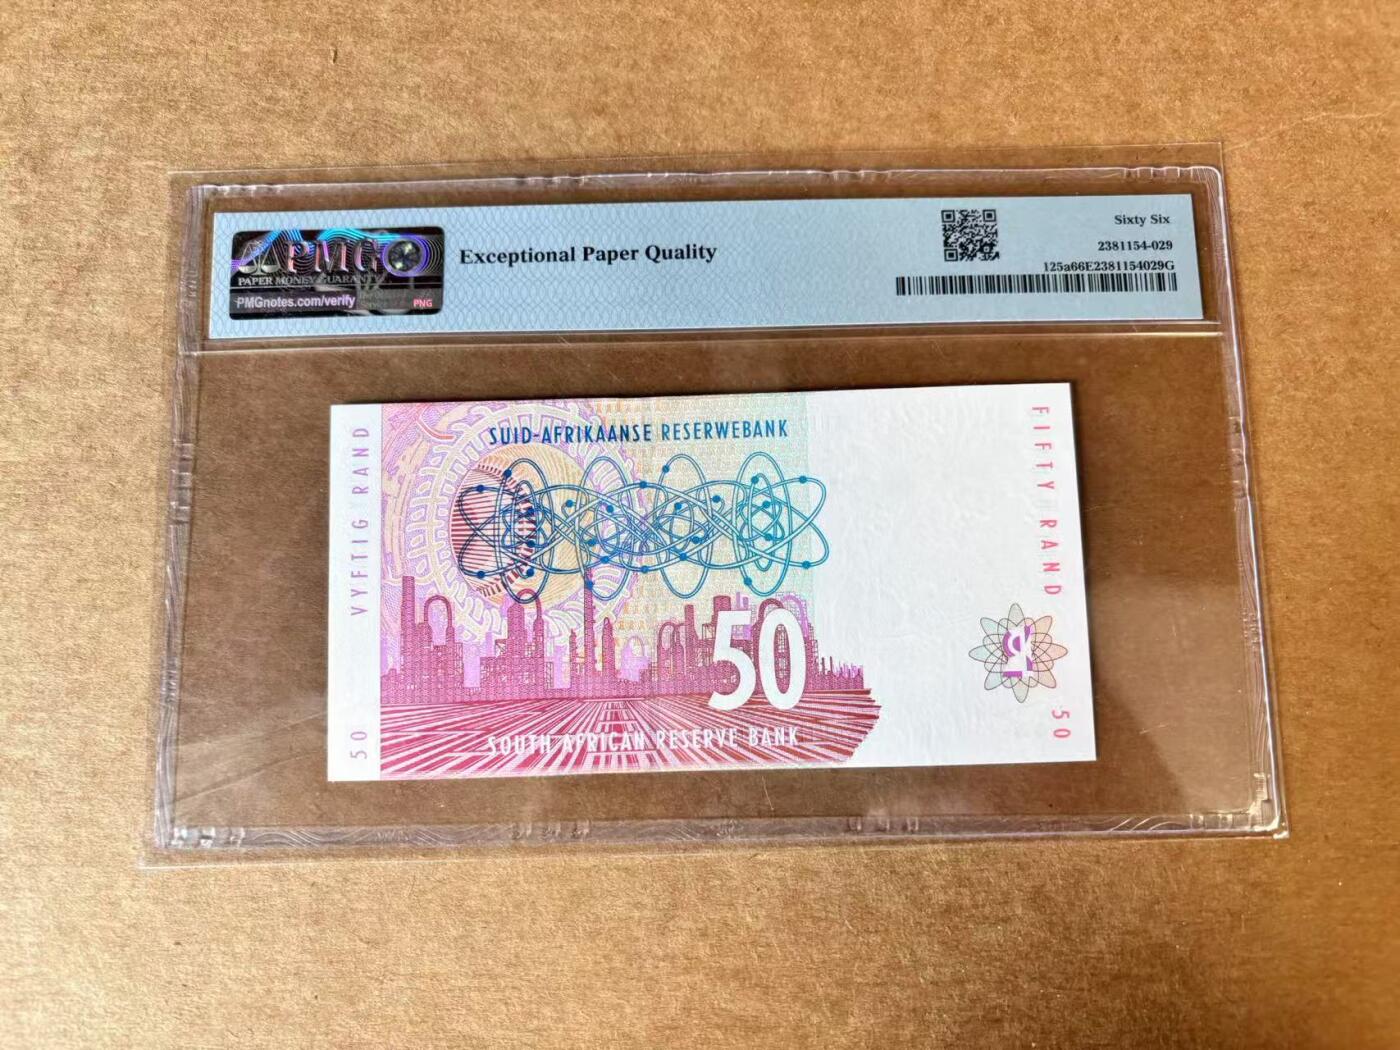 PMG
PAPER MONEY GUARANTY
PMGnotes.com/verify
PNG
Exceptional Paper Quality
Sixty Six
2381154-029
125a66E2381154029G
VYFTIG RAND
50
SUID-AFRIKAANSE RESERWEBANK
50
SOUTH AFRICAN RESERVE BANK
FIFTY RAND
50